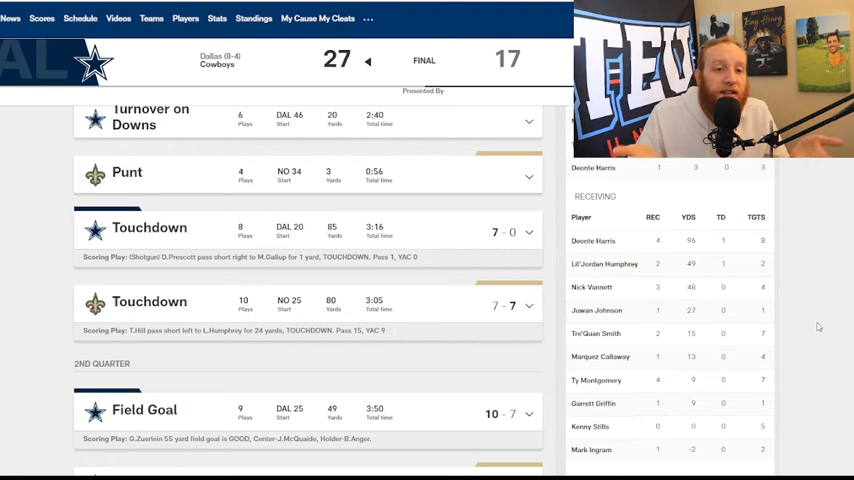 News Scores Schedule Videos Teams Players Stats Standings My Cause My Cleats ...
Dallas (8-4)
Cowboys
27
FINAL
17
Presented By
Turnover on
Downs
6
Plays
DAL 46
Start
20
Yards
2:40
Total time
Punt
4
Plays
NO 34
Start
3
Yards
0:56
Total time
Touchdown
8
Plays
DAL 20
Start
85
Yards
3:16
Total time
7 - 0
Scoring Play: (Shotgun) D.Prescott pass short right to M.Gallup for 1 yard, TOUCHDOWN. Pass 1, YAC 0
Touchdown
10
Plays
NO 25
Start
80
Yards
3:05
Total time
7 - 7
Scoring Play: T.Hill pass short left to L.Humphrey for 24 yards, TOUCHDOWN. Pass 15, YAC 9
2ND QUARTER
Field Goal
9
Plays
DAL 25
Start
49
Yards
3:50
Total time
10 - 7
Scoring Play: G.Zuerlein 55 yard field goal is GOOD, Center-J.McQuaide, Holder-B.Anger.
TEU
Deonte Harris 1 3 0 3
RECEIVING
Player REC YDS TD TGTS
Deonte Harris 4 96 1 8
Lil'Jordan Humphrey 2 49 1 2
Nick Vannett 3 48 0 4
Juwan Johnson 1 27 0 1
Tre'Quan Smith 2 15 0 7
Marquez Callaway 1 13 0 4
Ty Montgomery 4 9 0 7
Garrett Griffin 1 9 0 1
Kenny Stills 0 0 0 5
Mark Ingram 1 -2 0 2